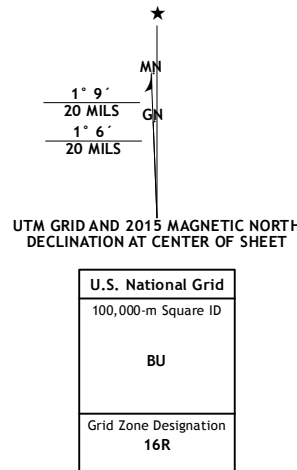 MN
1° 9´
20 MILS
GN
1° 6´
20 MILS
UTM GRID AND 2015 MAGNETIC NORTH
DECLINATION AT CENTER OF SHEET
U.S. National Grid
100,000-m Square ID
BU
Grid Zone Designation
16R